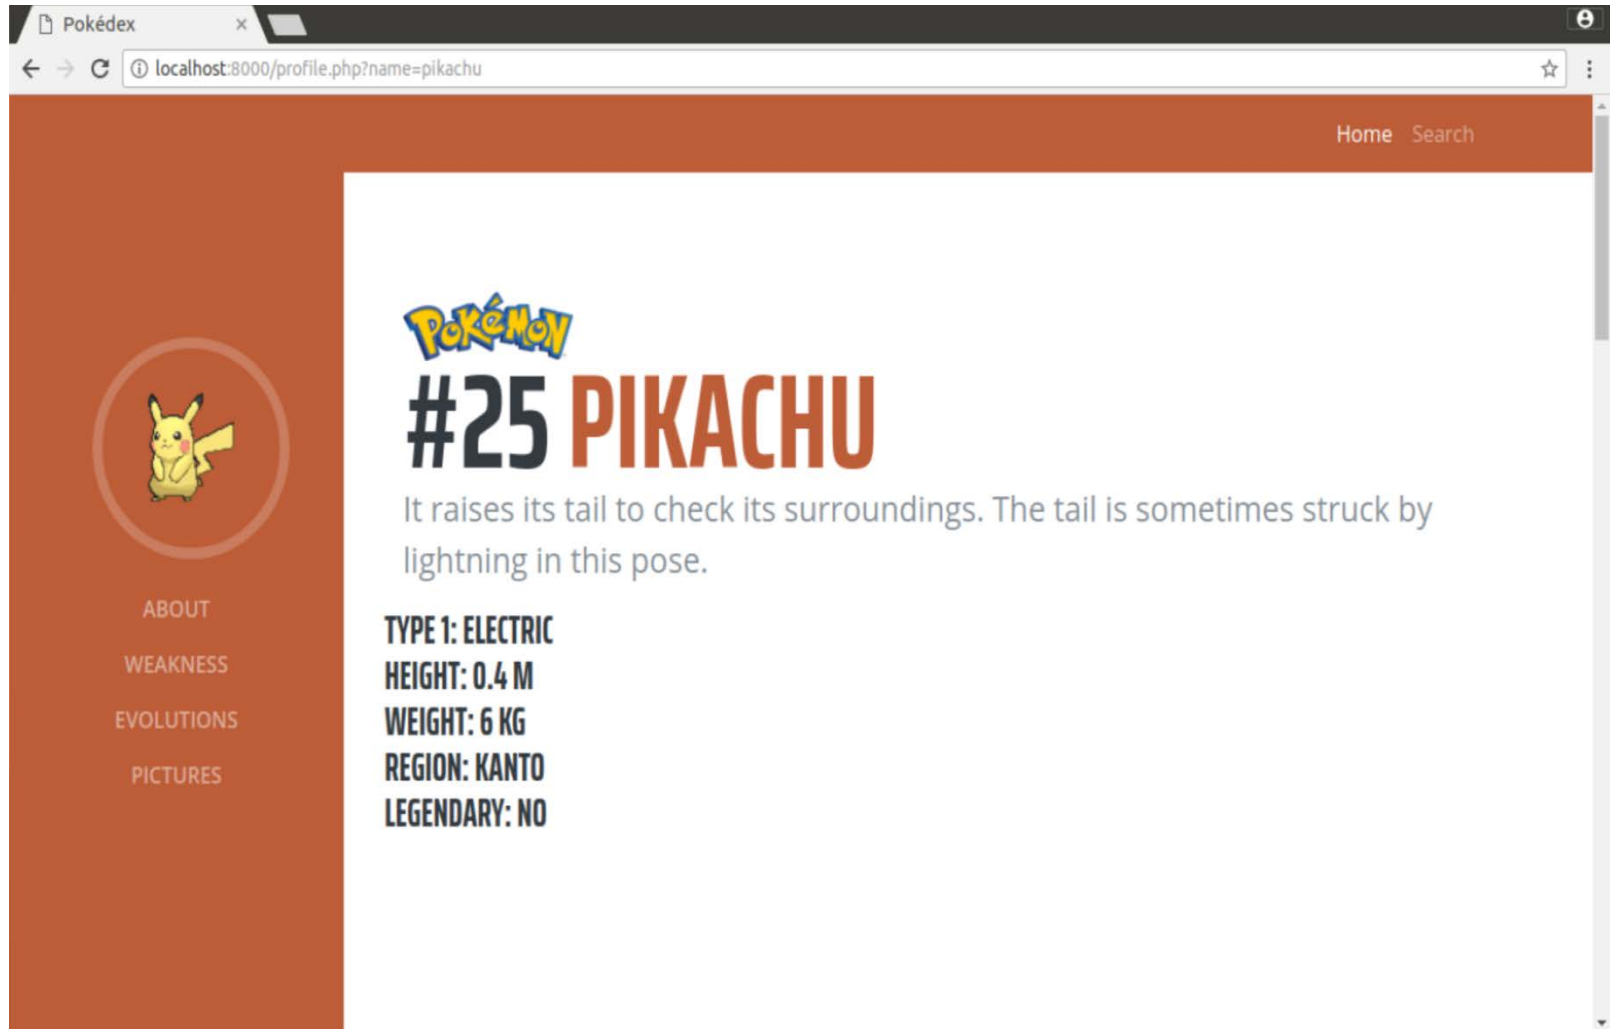 Pokédex
localhost:8000/profile.php?name=pikachu
Home Search
POKéMON
#25 PIKACHU
It raises its tail to check its surroundings. The tail is sometimes struck by
lightning in this pose.
ABOUT
WEAKNESS
EVOLUTIONS
PICTURES
TYPE 1: ELECTRIC
HEIGHT: 0.4 M
WEIGHT: 6 KG
REGION: KANTO
LEGENDARY: NO